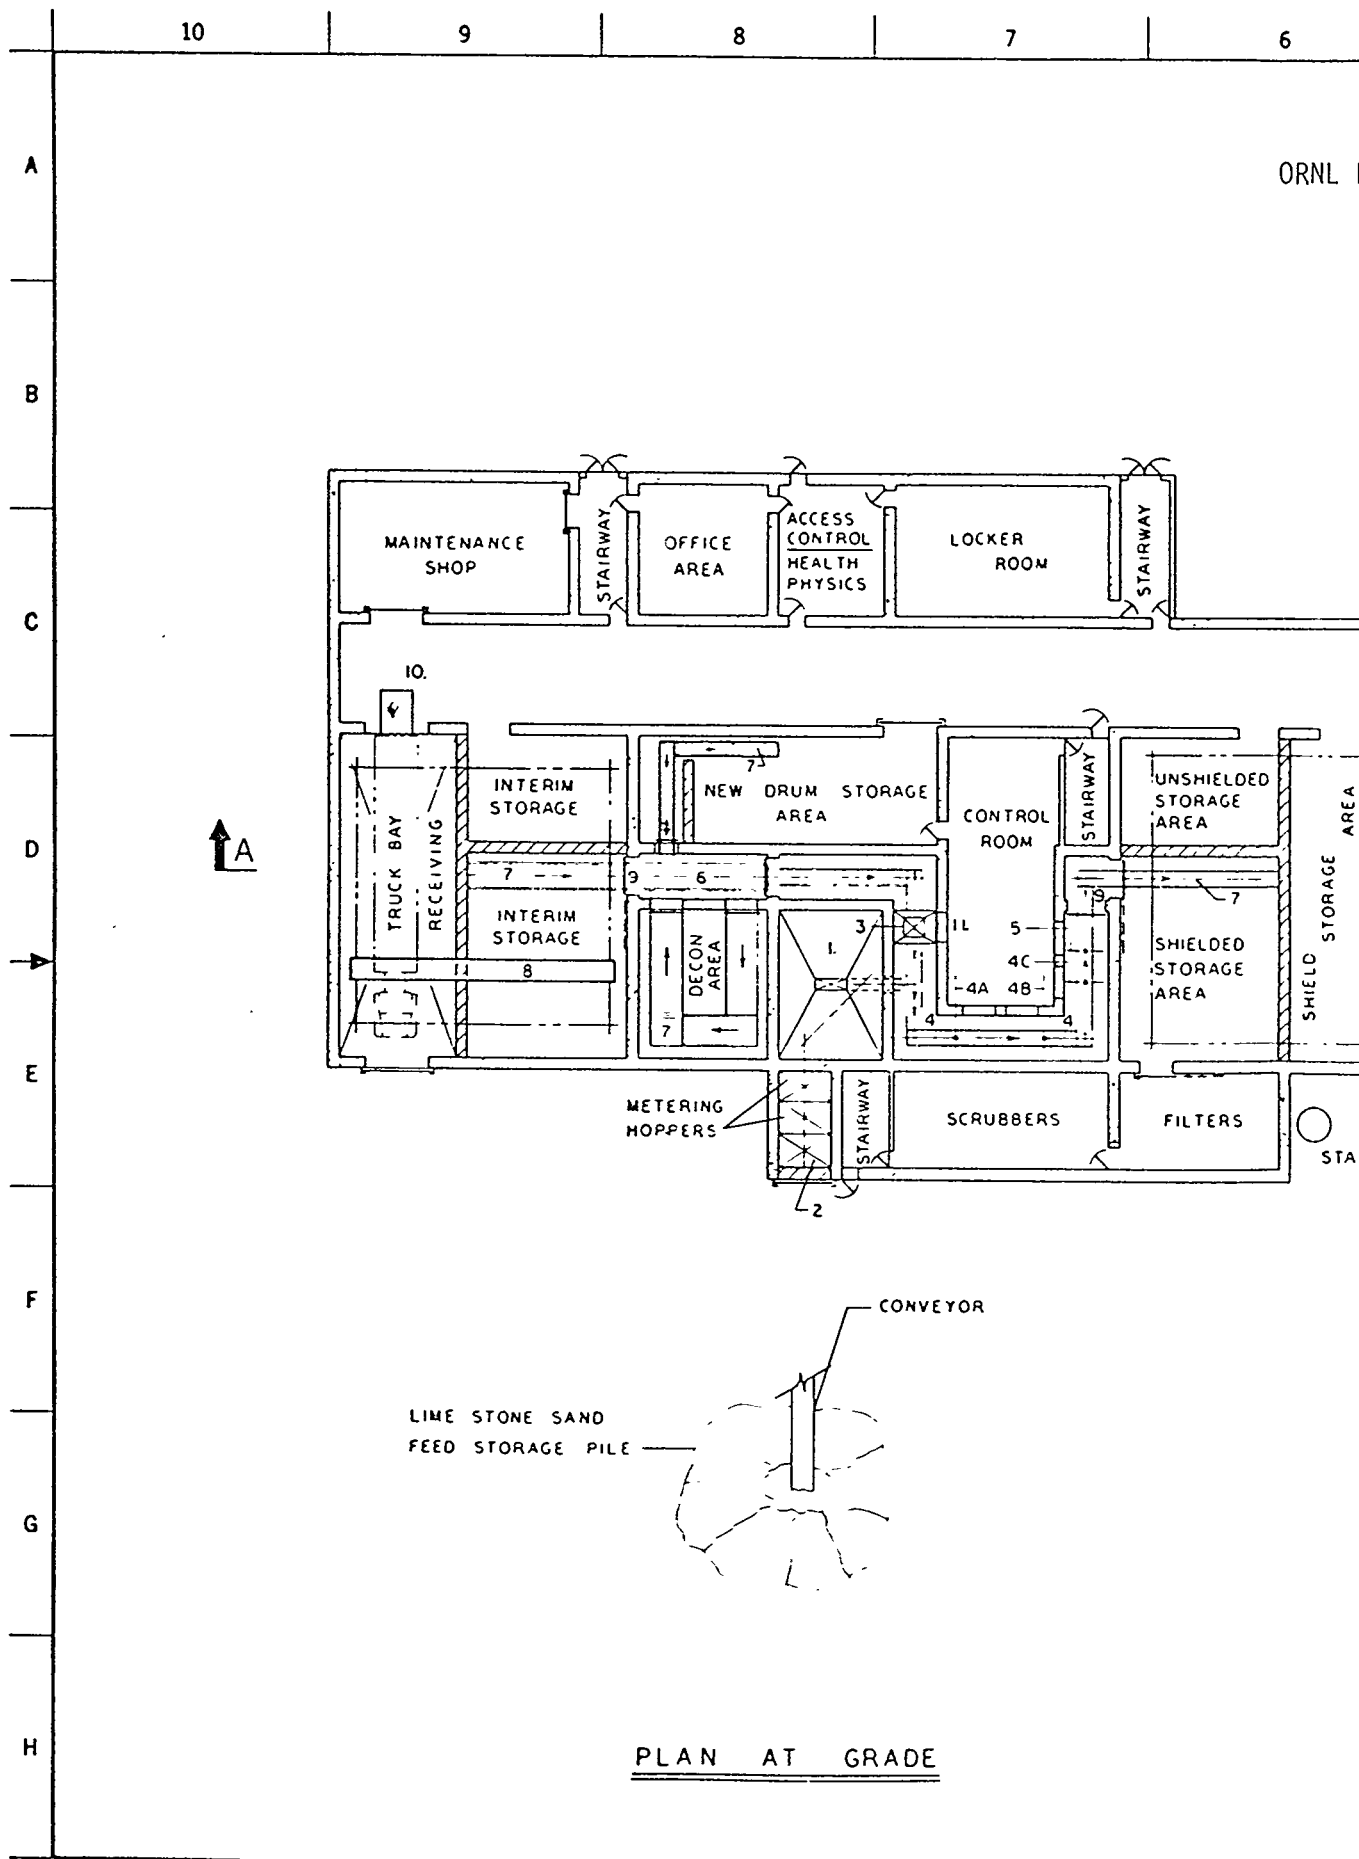 10 9 8 7 6
A
ORNL
B
MAINTENANCE
SHOP
STAIRWAY
OFFICE
AREA
ACCESS
CONTROL
HEALTH
PHYSICS
LOCKER
ROOM
STAIRWAY
C
10.
INTERIM
STORAGE
7
NEW DRUM STORAGE
AREA
CONTROL
ROOM
STAIRWAY
UNSHIELDED
STORAGE
AREA
SHIELD STORAGE AREA
D
A
TRUCK BAY
RECEIVING
7 9 6
9 7
INTERIM
STORAGE
DECON
AREA
1.
3
5
4C
SHIELDED
STORAGE
AREA
8
4A 4B
7
4 4
E
METERING
HOPPERS
STAIRWAY
SCRUBBERS
FILTERS
STA
2
F
CONVEYOR
LIME STONE SAND
FEED STORAGE PILE
G
H
PLAN AT GRADE